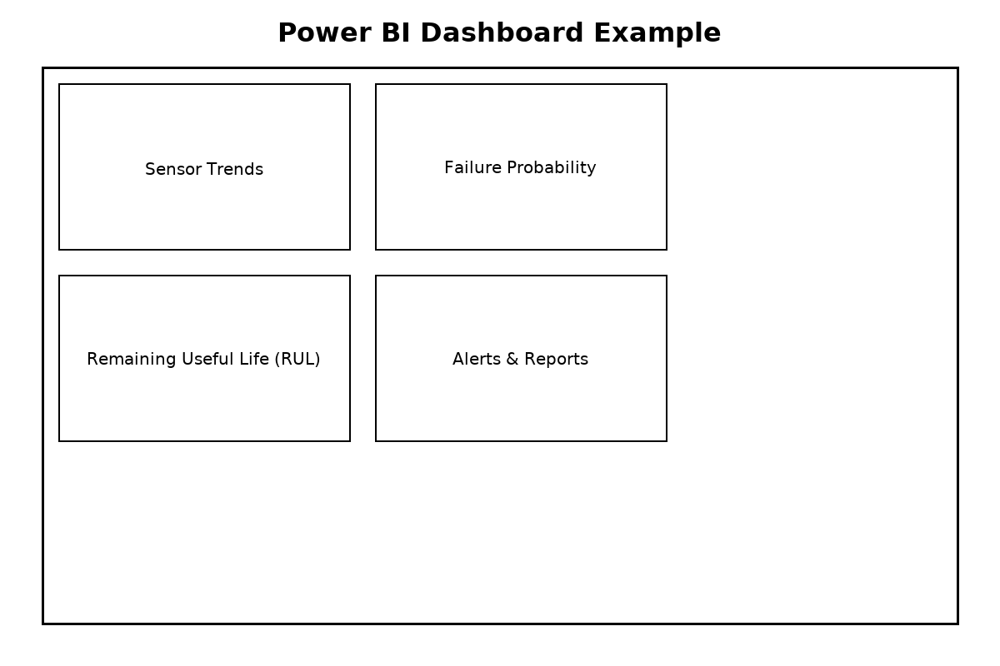 Power BI Dashboard Example
Sensor Trends
Failure Probability
Remaining Useful Life (RUL)
Alerts & Reports